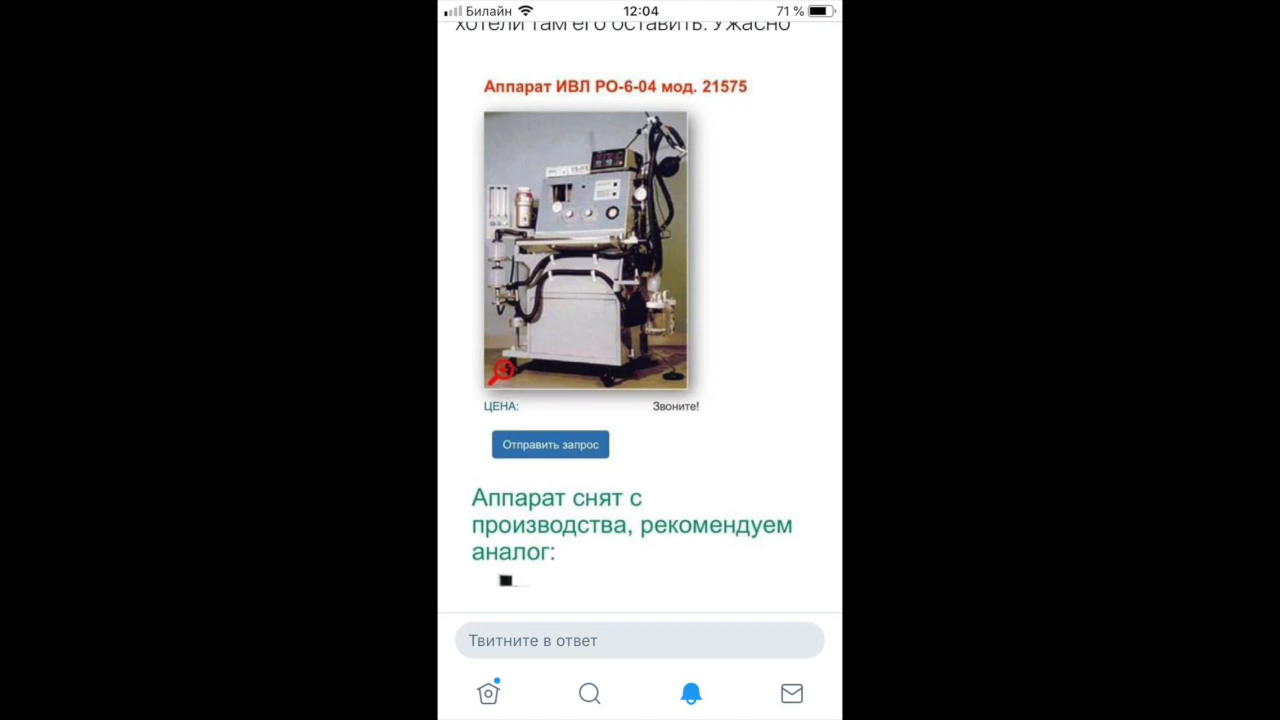 Билайн 12:04 71 %
хотели там его оставить. Ужасно
Аппарат ИВЛ РО-6-04 мод. 21575
ЦЕНА: Звоните!
Отправить запрос
Аппарат снят с
производства, рекомендуем
аналог:
Твитните в ответ